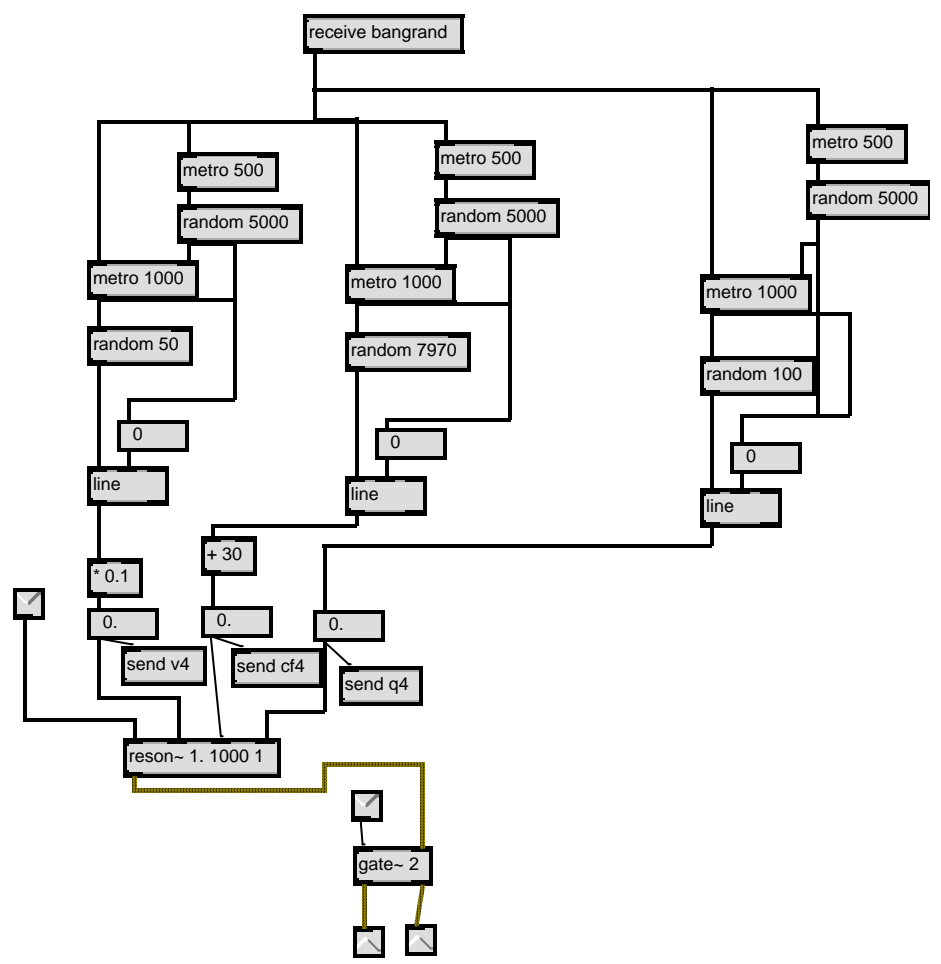 receive bangrand
metro 500
metro 500
metro 500
random 5000
random 5000
random 5000
metro 1000
metro 1000
metro 1000
random 50
random 7970
random 100
0
0
0
line
line
line
+ 30
* 0.1
0.
0.
0.
send v4
send cf4
send q4
reson~ 1. 1000 1
gate~ 2